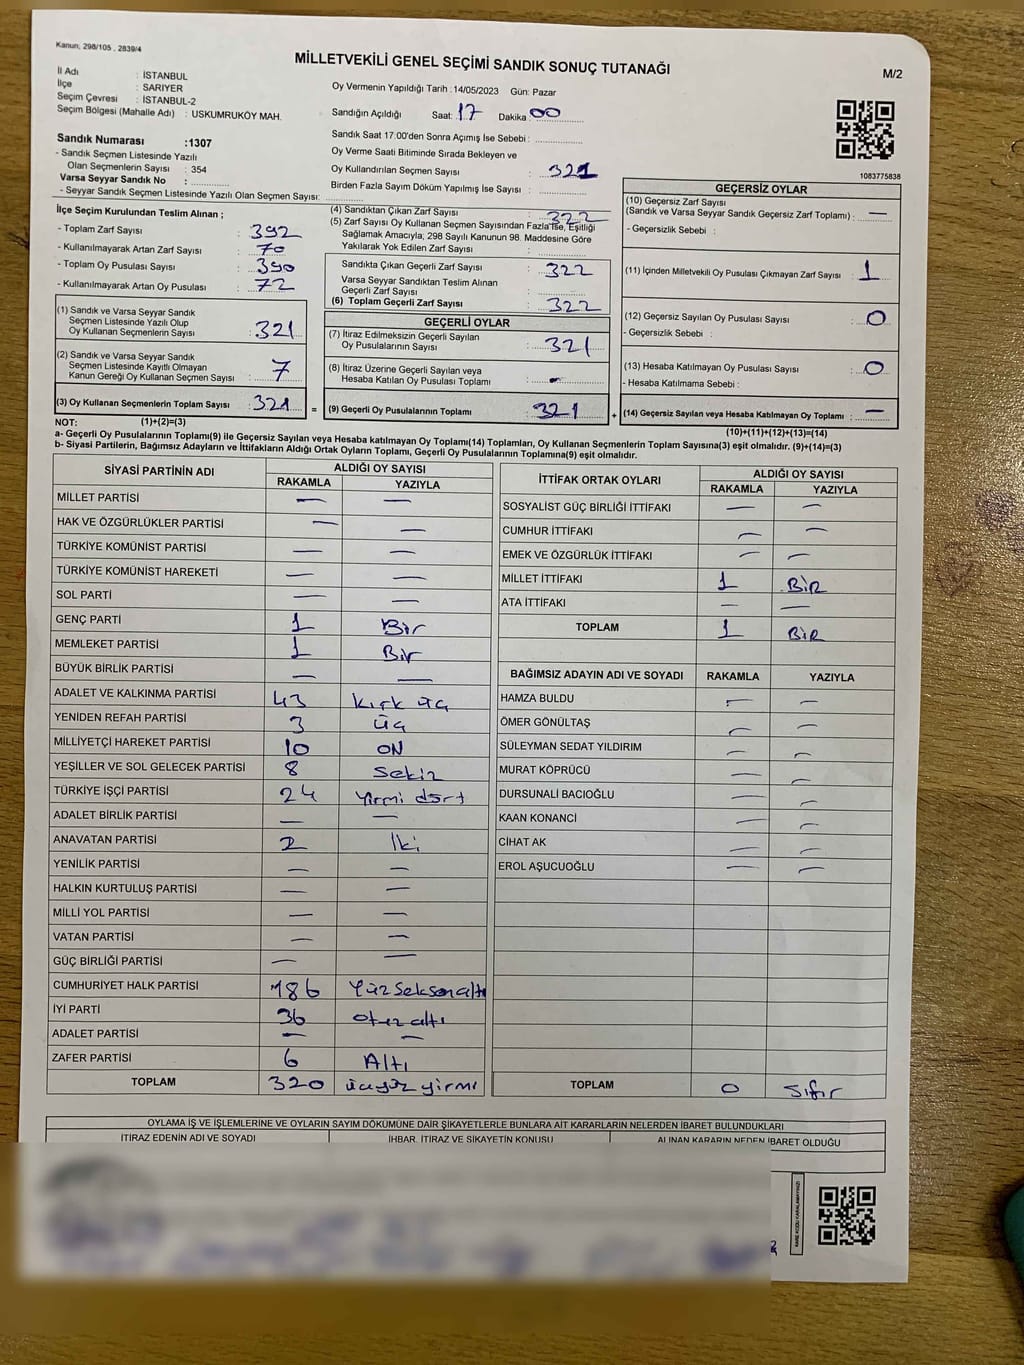 Kanun, 298/105 , 2839/4
MİLLETVEKİLİ GENEL SEÇİMİ SANDIK SONUÇ TUTANAĞI
M/2
İl Adı : İSTANBUL
İlçe : SARIYER
Seçim Çevresi : İSTANBUL-2
Seçim Bölgesi (Mahalle Adı) : USKUMRUKÖY MAH.
Sandık Numarası :1307
- Sandık Seçmen Listesinde Yazılı
Olan Seçmenlerin Sayısı : 354
Varsa Seyyar Sandık No :
- Seyyar Sandık Seçmen Listesinde Yazılı Olan Seçmen Sayısı:
Oy Vermenin Yapıldığı Tarih :14/05/2023 Gün: Pazar
Sandığın Açıldığı Saat: 17 Dakika: 00
Sandık Saat 17:00'den Sonra Açımış İse Sebebi :
Oy Verme Saati Bitiminde Sırada Bekleyen ve
Oy Kullandırılan Seçmen Sayısı : 321
Birden Fazla Sayım Döküm Yapılmış İse Sayısı :
1083775838
İlçe Seçim Kurulundan Teslim Alınan ;
- Toplam Zarf Sayısı : 392
- Kullanılmayarak Artan Zarf Sayısı : 70
- Toplam Oy Pusulası Sayısı : 390
- Kullanılmayarak Artan Oy Pusulası : 72
(1) Sandık ve Varsa Seyyar Sandık
Seçmen Listesinde Yazılı Olup
Oy Kullanan Seçmenlerin Sayısı : 321
(2) Sandık ve Varsa Seyyar Sandık
Seçmen Listesinde Kayıtlı Olmayan
Kanun Gereği Oy Kullanan Seçmen Sayısı : 7
(3) Oy Kullanan Seçmenlerin Toplam Sayısı : 321 =
(4) Sandıktan Çıkan Zarf Sayısı : 322
(5) Zarf Sayısı Oy Kullanan Seçmen Sayısından Fazla İse, Eşitliği
Sağlamak Amacıyla, 298 Sayılı Kanunun 98. Maddesine Göre
Yakılarak Yok Edilen Zarf Sayısı :
Sandıkta Çıkan Geçerli Zarf Sayısı : 322
Varsa Seyyar Sandıktan Teslim Alınan
Geçerli Zarf Sayısı :
(6) Toplam Geçerli Zarf Sayısı : 322
GEÇERLİ OYLAR
(7) İtiraz Edilmeksizin Geçerli Sayılan
Oy Pusulalarının Sayısı : 321
(8) İtiraz Üzerine Geçerli Sayılan veya
Hesaba Katılan Oy Pusulası Toplamı : -
(9) Geçerli Oy Pusulalarının Toplamı : 321 +
GEÇERSİZ OYLAR
(10) Geçersiz Zarf Sayısı
(Sandık ve Varsa Seyyar Sandık Geçersiz Zarf Toplamı) : —
- Geçersizlik Sebebi :
(11) İçinden Milletvekili Oy Pusulası Çıkmayan Zarf Sayısı : 1
(12) Geçersiz Sayılan Oy Pusulası Sayısı : 0
- Geçersizlik Sebebi :
(13) Hesaba Katılmayan Oy Pusulası Sayısı : 0
- Hesaba Katılmama Sebebi :
(14) Geçersiz Sayılan veya Hesaba Katılmayan Oy Toplamı : —
NOT: (1)+(2)=(3) (10)+(11)+(12)+(13)=(14)
a- Geçerli Oy Pusulalarının Toplamı(9) ile Geçersiz Sayılan veya Hesaba katılmayan Oy Toplamı(14) Toplamları, Oy Kullanan Seçmenlerin Toplam Sayısına(3) eşit olmalıdır. (9)+(14)=(3)
b- Siyasi Partilerin, Bağımsız Adayların ve İttifakların Aldığı Oyların Toplamı, Geçerli Oy Pusulalarının Toplamına(9) eşit olmalıdır.
SİYASİ PARTİNİN ADI ALDIĞI OY SAYISI
RAKAMLA YAZIYLA
MİLLET PARTİSİ — —
HAK VE ÖZGÜRLÜKLER PARTİSİ — —
TÜRKİYE KOMÜNİST PARTİSİ — —
TÜRKİYE KOMÜNİST HAREKETİ — —
SOL PARTİ — —
GENÇ PARTİ 1 Bir
MEMLEKET PARTİSİ 1 Bir
BÜYÜK BİRLİK PARTİSİ — —
ADALET VE KALKINMA PARTİSİ 43 kırk üç
YENİDEN REFAH PARTİSİ 3 üç
MİLLİYETÇİ HAREKET PARTİSİ 10 ON
YEŞİLLER VE SOL GELECEK PARTİSİ 8 sekiz
TÜRKİYE İŞÇİ PARTİSİ 24 Yirmi dört
ADALET BİRLİK PARTİSİ — —
ANAVATAN PARTİSİ 2 İki
YENİLİK PARTİSİ — —
HALKIN KURTULUŞ PARTİSİ — —
MİLLİ YOL PARTİSİ — —
VATAN PARTİSİ — —
GÜÇ BİRLİĞİ PARTİSİ — —
CUMHURİYET HALK PARTİSİ 186 Yüz Seksen altı
İYİ PARTİ 36 otuz altı
ADALET PARTİSİ — —
ZAFER PARTİSİ 6 Altı
TOPLAM 320 üçyüz yirmi
İTTİFAK ORTAK OYLARI ALDIĞI OY SAYISI
RAKAMLA YAZIYLA
SOSYALİST GÜÇ BİRLİĞİ İTTİFAKI — —
CUMHUR İTTİFAKI — —
EMEK VE ÖZGÜRLÜK İTTİFAKI — —
MİLLET İTTİFAKI 1 BİR
ATA İTTİFAKI — —
TOPLAM 1 BİR
BAĞIMSIZ ADAYIN ADI VE SOYADI RAKAMLA YAZIYLA
HAMZA BULDU — —
ÖMER GÖNÜLTAŞ — —
SÜLEYMAN SEDAT YILDIRIM — —
MURAT KÖPRÜCÜ — —
DURSUNALİ BACIOĞLU — —
KAAN KONANCİ — —
CİHAT AK — —
EROL AŞUCUOĞLU — —
TOPLAM 0 Sıfır
OYLAMA İŞ VE İŞLEMLERİNE VE OYLARIN SAYIM DÖKÜMÜNE DAİR ŞİKAYETLERLE BUNLARA AİT KARARLARIN NELERDEN İBARET BULUNDUKLARI
İTİRAZ EDENİN ADI VE SOYADI İHBAR, İTİRAZ VE ŞİKAYETİN KONUSU ALINAN KARARIN NEDEN İBARET OLDUĞU
KARE KODU KARALAMAYINIZ!